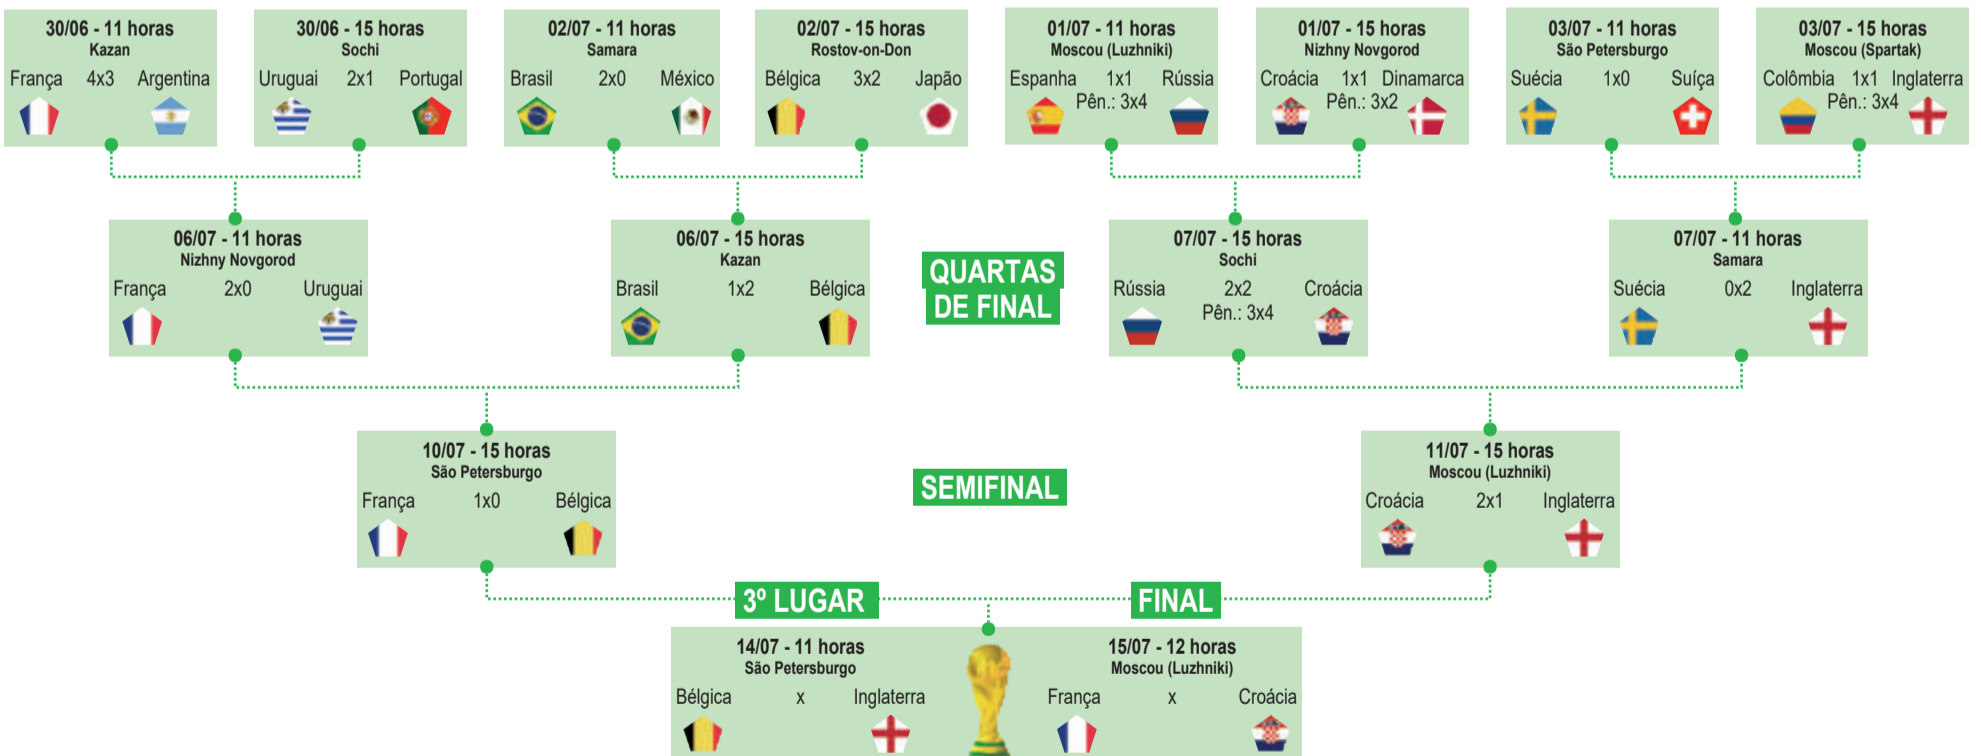 30/06 - 11 horas
Kazan
França 4x3 Argentina
30/06 - 15 horas
Sochi
Uruguai 2x1 Portugal
02/07 - 11 horas
Samara
Brasil 2x0 México
02/07 - 15 horas
Rostov-on-Don
Bélgica 3x2 Japão
01/07 - 11 horas
Moscou (Luzhniki)
Espanha 1x1 Rússia
Pên.: 3x4
01/07 - 15 horas
Nizhny Novgorod
Croácia 1x1 Dinamarca
Pên.: 3x2
03/07 - 11 horas
São Petersburgo
Suécia 1x0 Suíça
03/07 - 15 horas
Moscou (Spartak)
Colômbia 1x1 Inglaterra
Pên.: 3x4
06/07 - 11 horas
Nizhny Novgorod
França 2x0 Uruguai
06/07 - 15 horas
Kazan
Brasil 1x2 Bélgica
QUARTAS
DE FINAL
07/07 - 15 horas
Sochi
Rússia 2x2 Croácia
Pên.: 3x4
07/07 - 11 horas
Samara
Suécia 0x2 Inglaterra
10/07 - 15 horas
São Petersburgo
França 1x0 Bélgica
SEMIFINAL
11/07 - 15 horas
Moscou (Luzhniki)
Croácia 2x1 Inglaterra
3º LUGAR
14/07 - 11 horas
São Petersburgo
Bélgica x Inglaterra
FINAL
15/07 - 12 horas
Moscou (Luzhniki)
França x Croácia